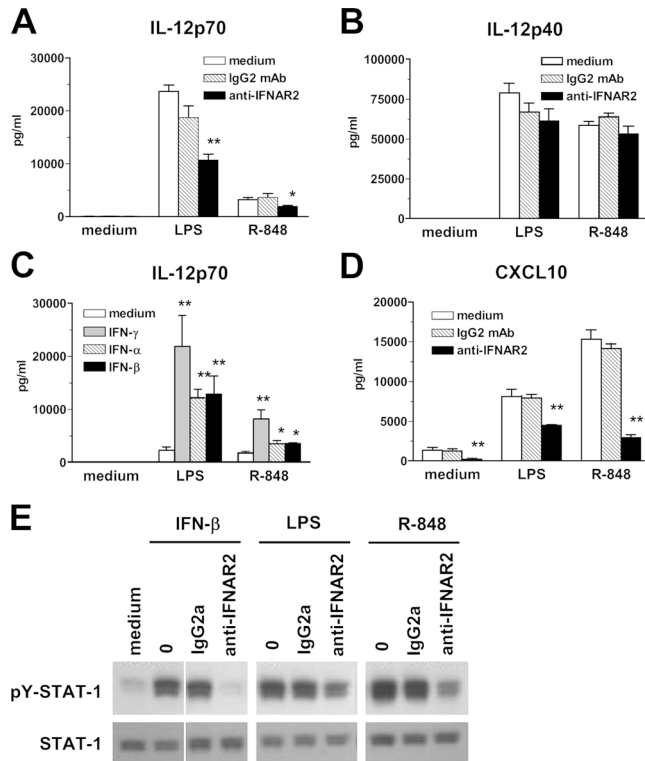 A
IL-12p70
30000
20000
10000
0
pg/ml
medium
IgG2 mAb
anti-IFNAR2
**
*
medium
LPS
R-848
B
IL-12p40
100000
75000
50000
25000
0
pg/ml
medium
IgG2 mAb
anti-IFNAR2
medium
LPS
R-848
C
IL-12p70
30000
20000
10000
0
pg/ml
medium
IFN-γ
IFN-α
IFN-β
**
**
**
**
*
*
medium
LPS
R-848
D
CXCL10
20000
15000
10000
5000
0
pg/ml
medium
IgG2 mAb
anti-IFNAR2
**
**
**
medium
LPS
R-848
E
IFN-β
LPS
R-848
medium
0
IgG2a
anti-IFNAR2
0
IgG2a
anti-IFNAR2
0
IgG2a
anti-IFNAR2
pY-STAT-1
STAT-1